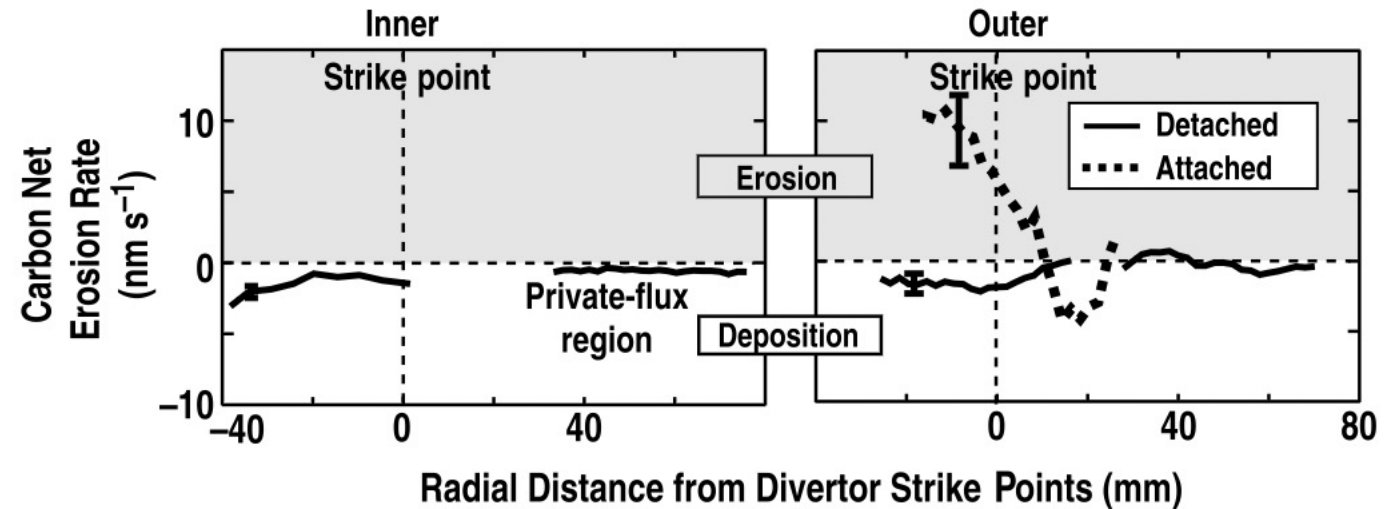 Inner
Outer
Strike point
Strike point
10
0
−10
Carbon Net
Erosion Rate
(nm s−1)
Erosion
Deposition
Private-flux
region
Detached
Attached
−40
0
40
0
40
80
Radial Distance from Divertor Strike Points (mm)